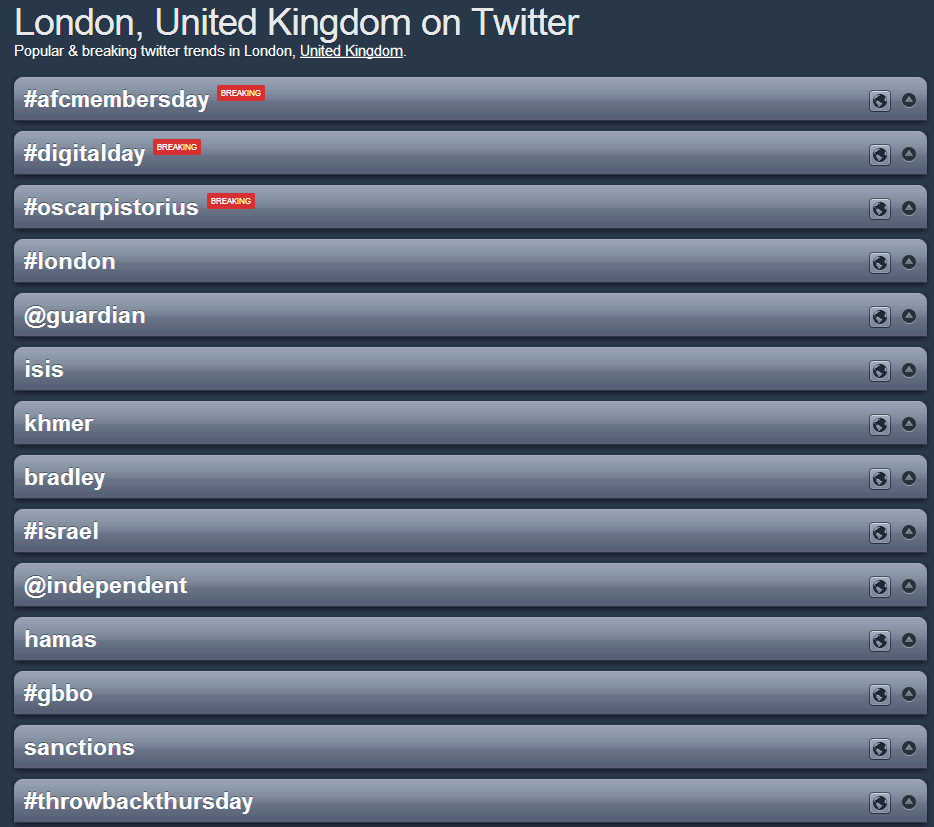 London, United Kingdom on Twitter
Popular & breaking twitter trends in London, United Kingdom.
#afcmembersday BREAKING
#digitalday BREAKING
#oscarpistorius BREAKING
#london
@guardian
isis
khmer
bradley
#israel
@independent
hamas
#gbbo
sanctions
#throwbackthursday